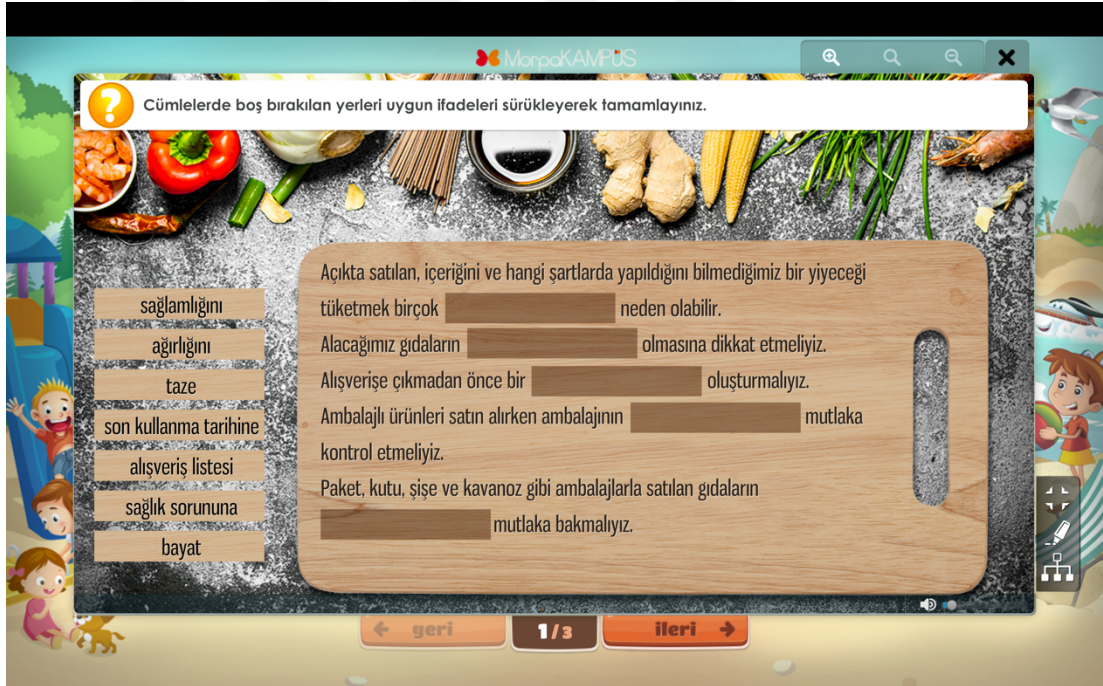 MorpaKAMPÜS
Cümlelerde boş bırakılan yerleri uygun ifadeleri sürükleyerek tamamlayınız.
sağlamlığını
ağırlığını
taze
son kullanma tarihine
alışveriş listesi
sağlık sorununa
bayat
Açıkta satılan, içeriğini ve hangi şartlarda yapıldığını bilmediğimiz bir yiyeceği
tüketmek birçok neden olabilir.
Alacağımız gıdaların olmasına dikkat etmeliyiz.
Alışverişe çıkmadan önce bir oluşturmalıyız.
Ambalajlı ürünleri satın alırken ambalajının mutlaka
kontrol etmeliyiz.
Paket, kutu, şişe ve kavanoz gibi ambalajlarla satılan gıdaların
mutlaka bakmalıyız.
geri 1/3 ileri